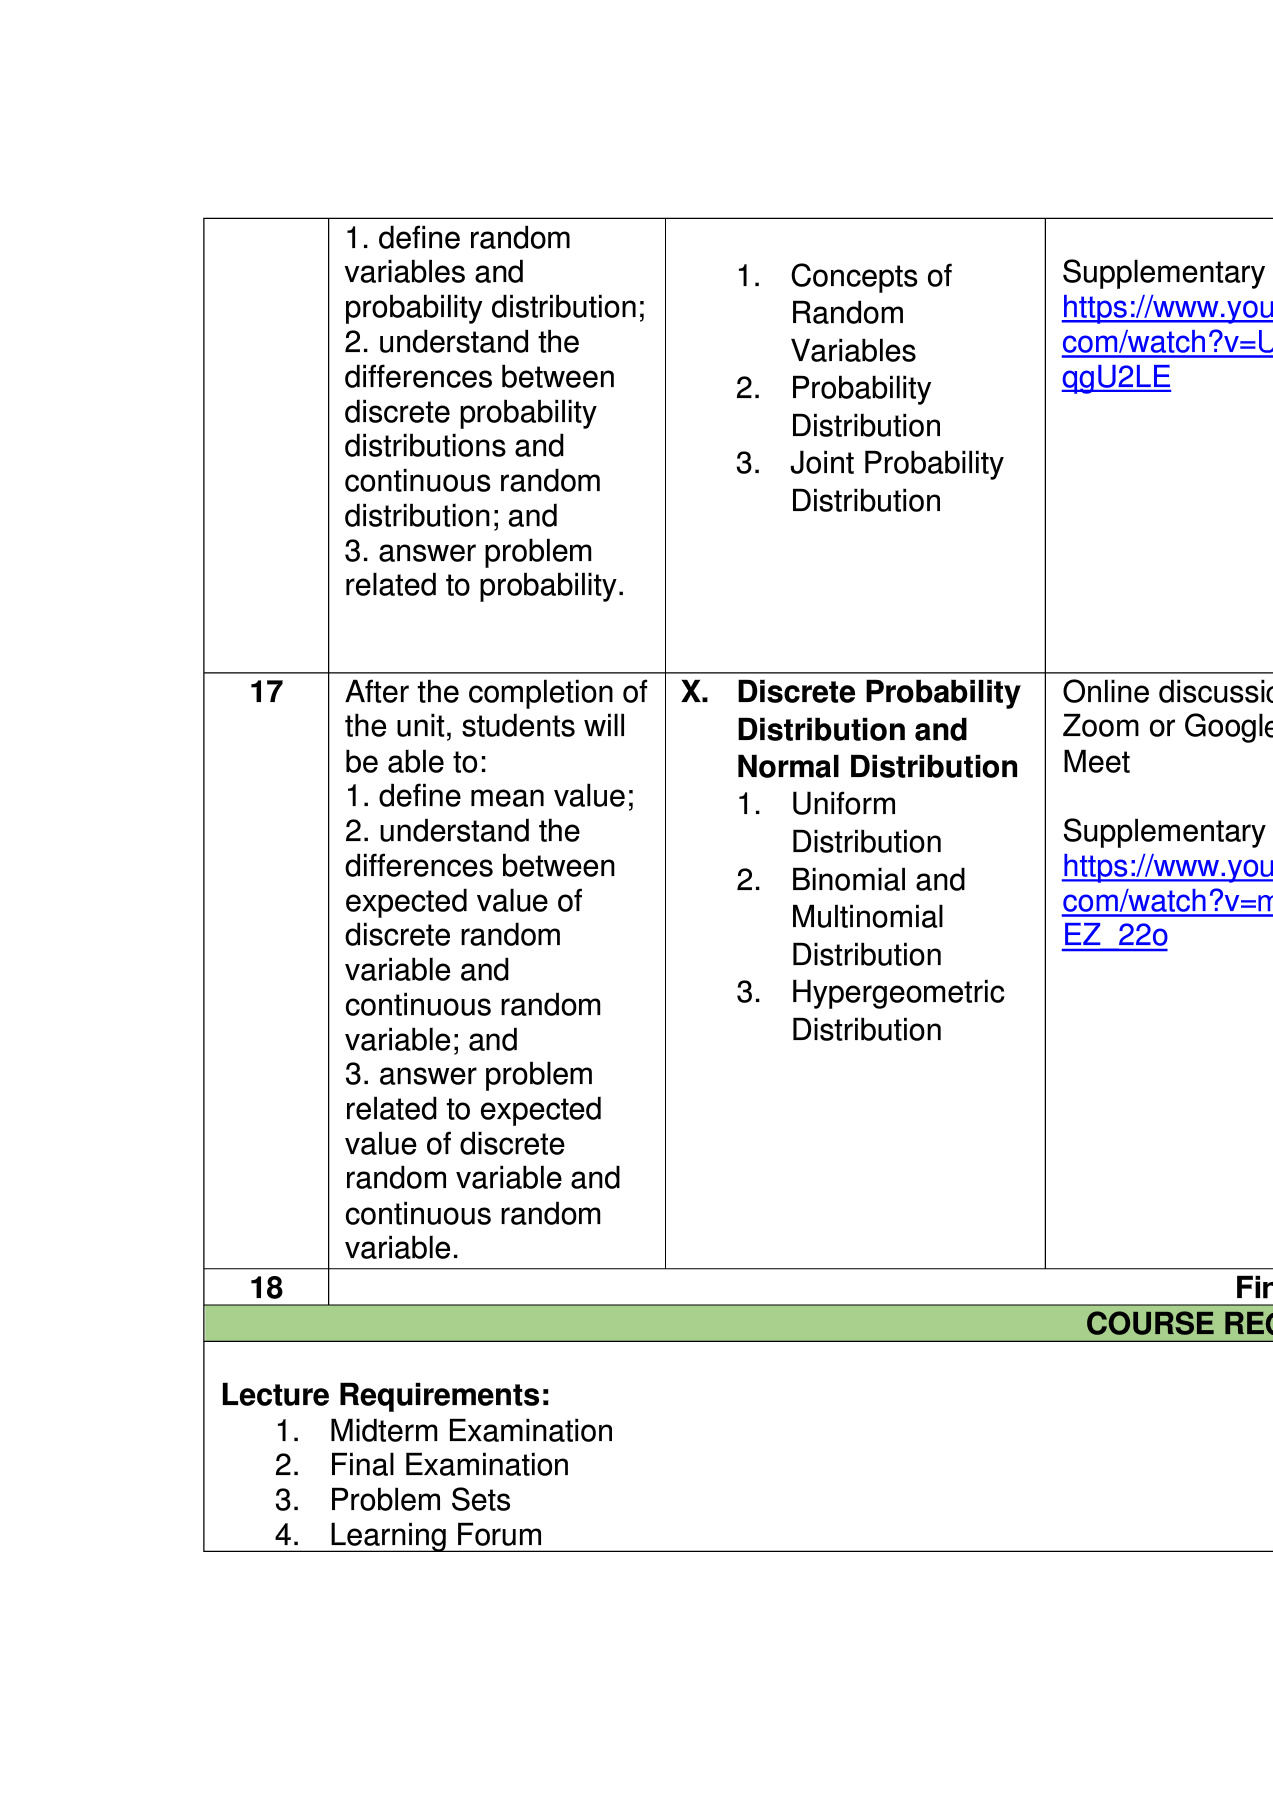 1. define random
variables and
probability distribution;
2. understand the
differences between
discrete probability
distributions and
continuous random
distribution; and
3. answer problem
related to probability.
1. Concepts of
Random
Variables
2. Probability
Distribution
3. Joint Probability
Distribution
Supplementary
https://www.you
com/watch?v=U
qgU2LE
17
After the completion of
the unit, students will
be able to:
1. define mean value;
2. understand the
differences between
expected value of
discrete random
variable and
continuous random
variable; and
3. answer problem
related to expected
value of discrete
random variable and
continuous random
variable.
X. Discrete Probability
Distribution and
Normal Distribution
1. Uniform
Distribution
2. Binomial and
Multinomial
Distribution
3. Hypergeometric
Distribution
Online discussio
Zoom or Google
Meet
Supplementary
https://www.you
com/watch?v=m
EZ_22o
18
Fin
COURSE REQ
Lecture Requirements:
1. Midterm Examination
2. Final Examination
3. Problem Sets
4. Learning Forum